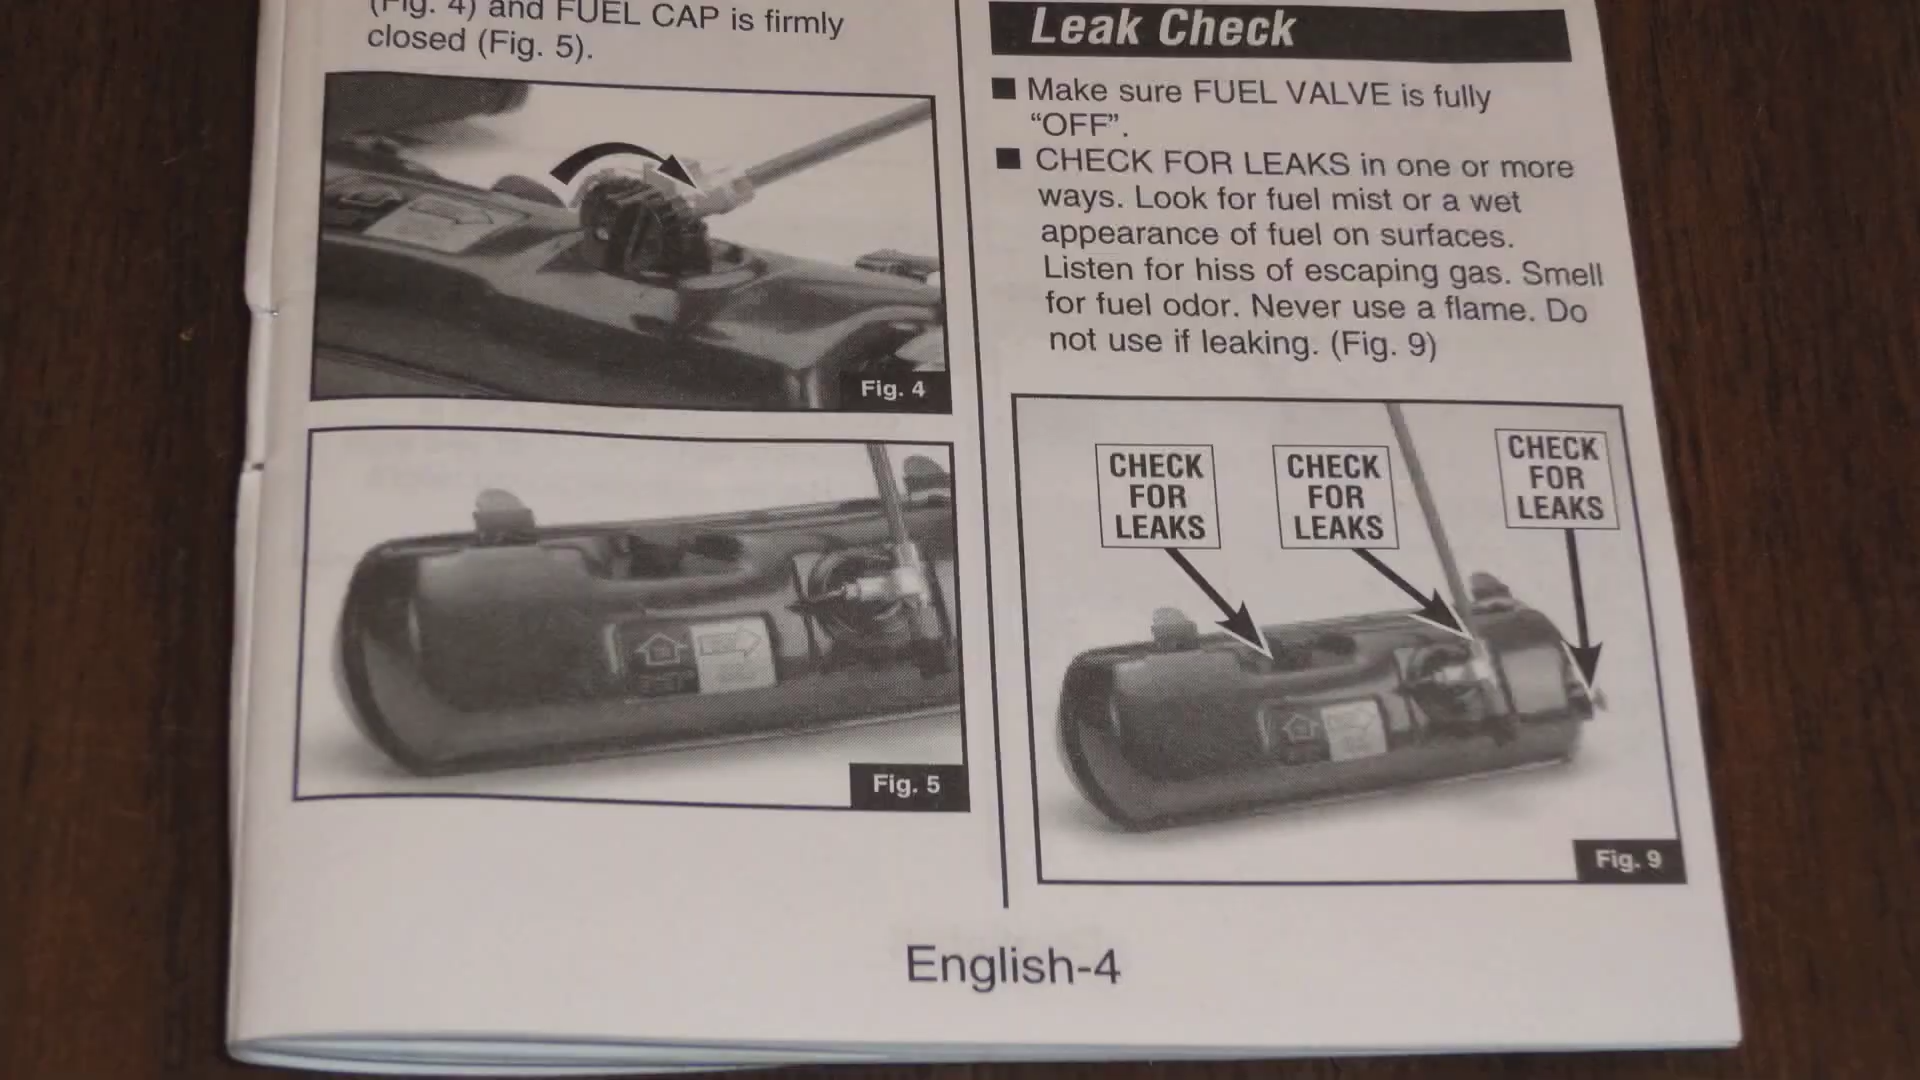 (Fig. 4) and FUEL CAP is firmly
closed (Fig. 5).
Fig. 4
Fig. 5
Leak Check
■ Make sure FUEL VALVE is fully
“OFF”.
■ CHECK FOR LEAKS in one or more
ways. Look for fuel mist or a wet
appearance of fuel on surfaces.
Listen for hiss of escaping gas. Smell
for fuel odor. Never use a flame. Do
not use if leaking. (Fig. 9)
CHECK
FOR
LEAKS
CHECK
FOR
LEAKS
CHECK
FOR
LEAKS
Fig. 9
English-4